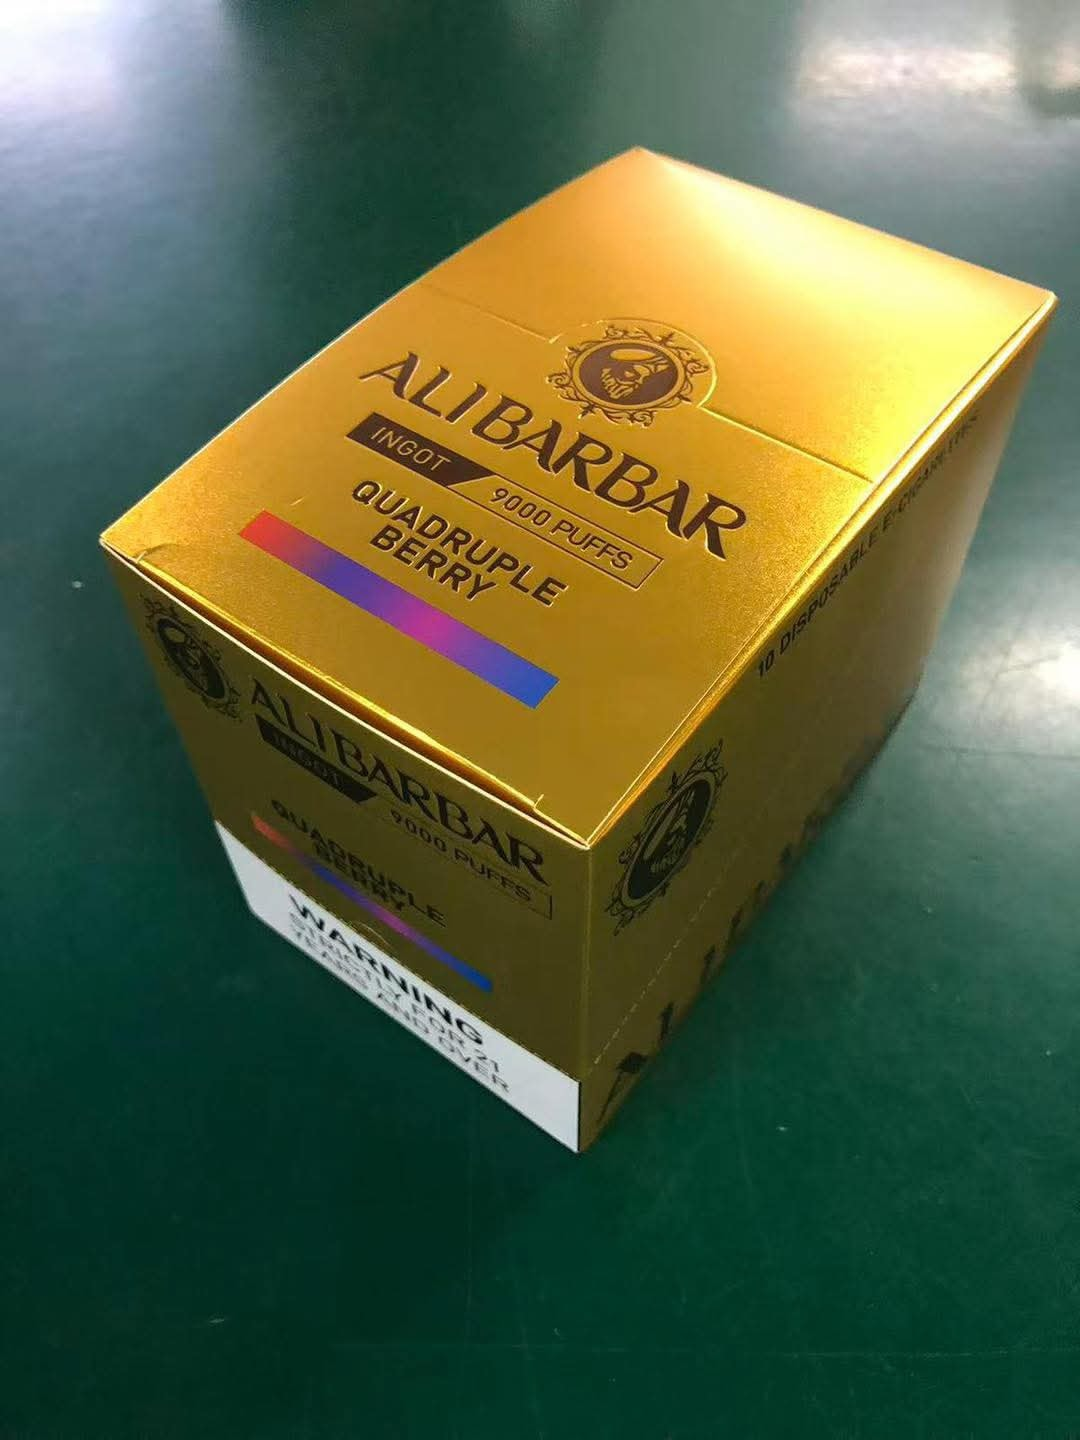 ALIBARBAR
INGOT
9000 PUFFS
QUADRUPLE
BERRY
ALIBARBAR
INGOT
9000 PUFFS
QUADRUPLE
BERRY
WARNING
STRICTLY FOR 21
YEARS AND OVER
10 DISPOSABLE E-CIGARETTES